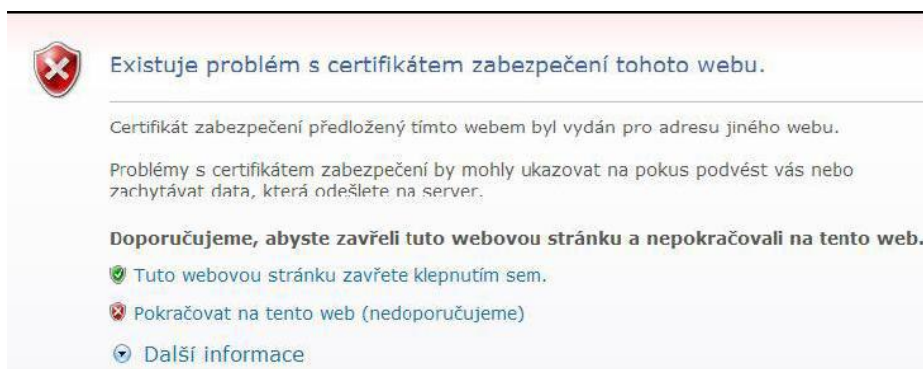 Existuje problém s certifikátem zabezpečení tohoto webu.
Certifikát zabezpečení předložený tímto webem byl vydán pro adresu jiného webu.
Problémy s certifikátem zabezpečení by mohly ukazovat na pokus podvést vás nebo
zachytávat data, která odešlete na server.
Doporučujeme, abyste zavřeli tuto webovou stránku a nepokračovali na tento web.
Tuto webovou stránku zavřete klepnutím sem.
Pokračovat na tento web (nedoporučujeme)
Další informace